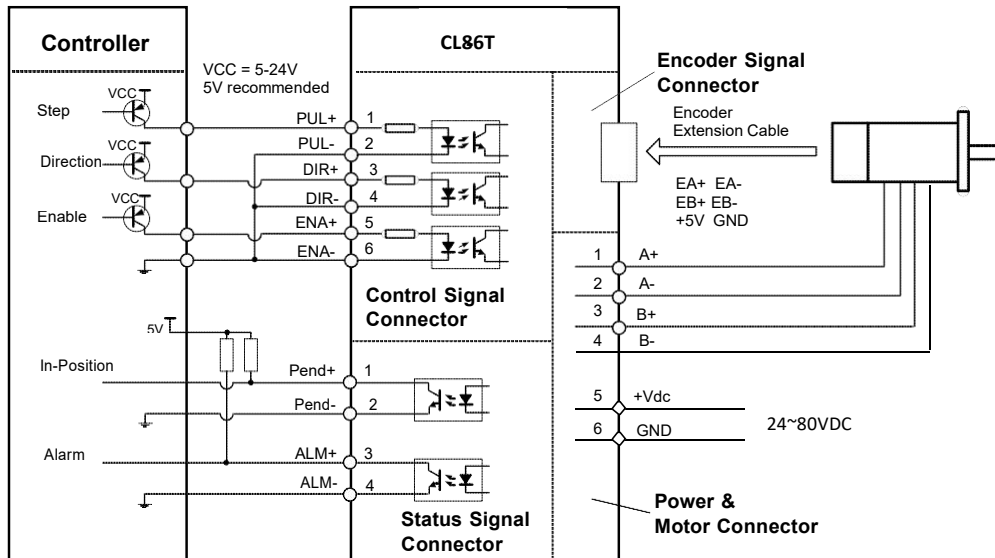 Controller
CL86T
VCC = 5-24V
5V recommended
Step
VCC
Direction
VCC
Enable
VCC
PUL+ 1
PUL- 2
DIR+ 3
DIR- 4
ENA+ 5
ENA- 6
Control Signal
Connector
5V
In-Position
Pend+ 1
Pend- 2
Alarm
ALM+ 3
ALM- 4
Status Signal
Connector
Encoder Signal
Connector
Encoder
Extension Cable
EA+ EA-
EB+ EB-
+5V GND
1 A+
2 A-
3 B+
4 B-
5 +Vdc
6 GND
24~80VDC
Power &
Motor Connector